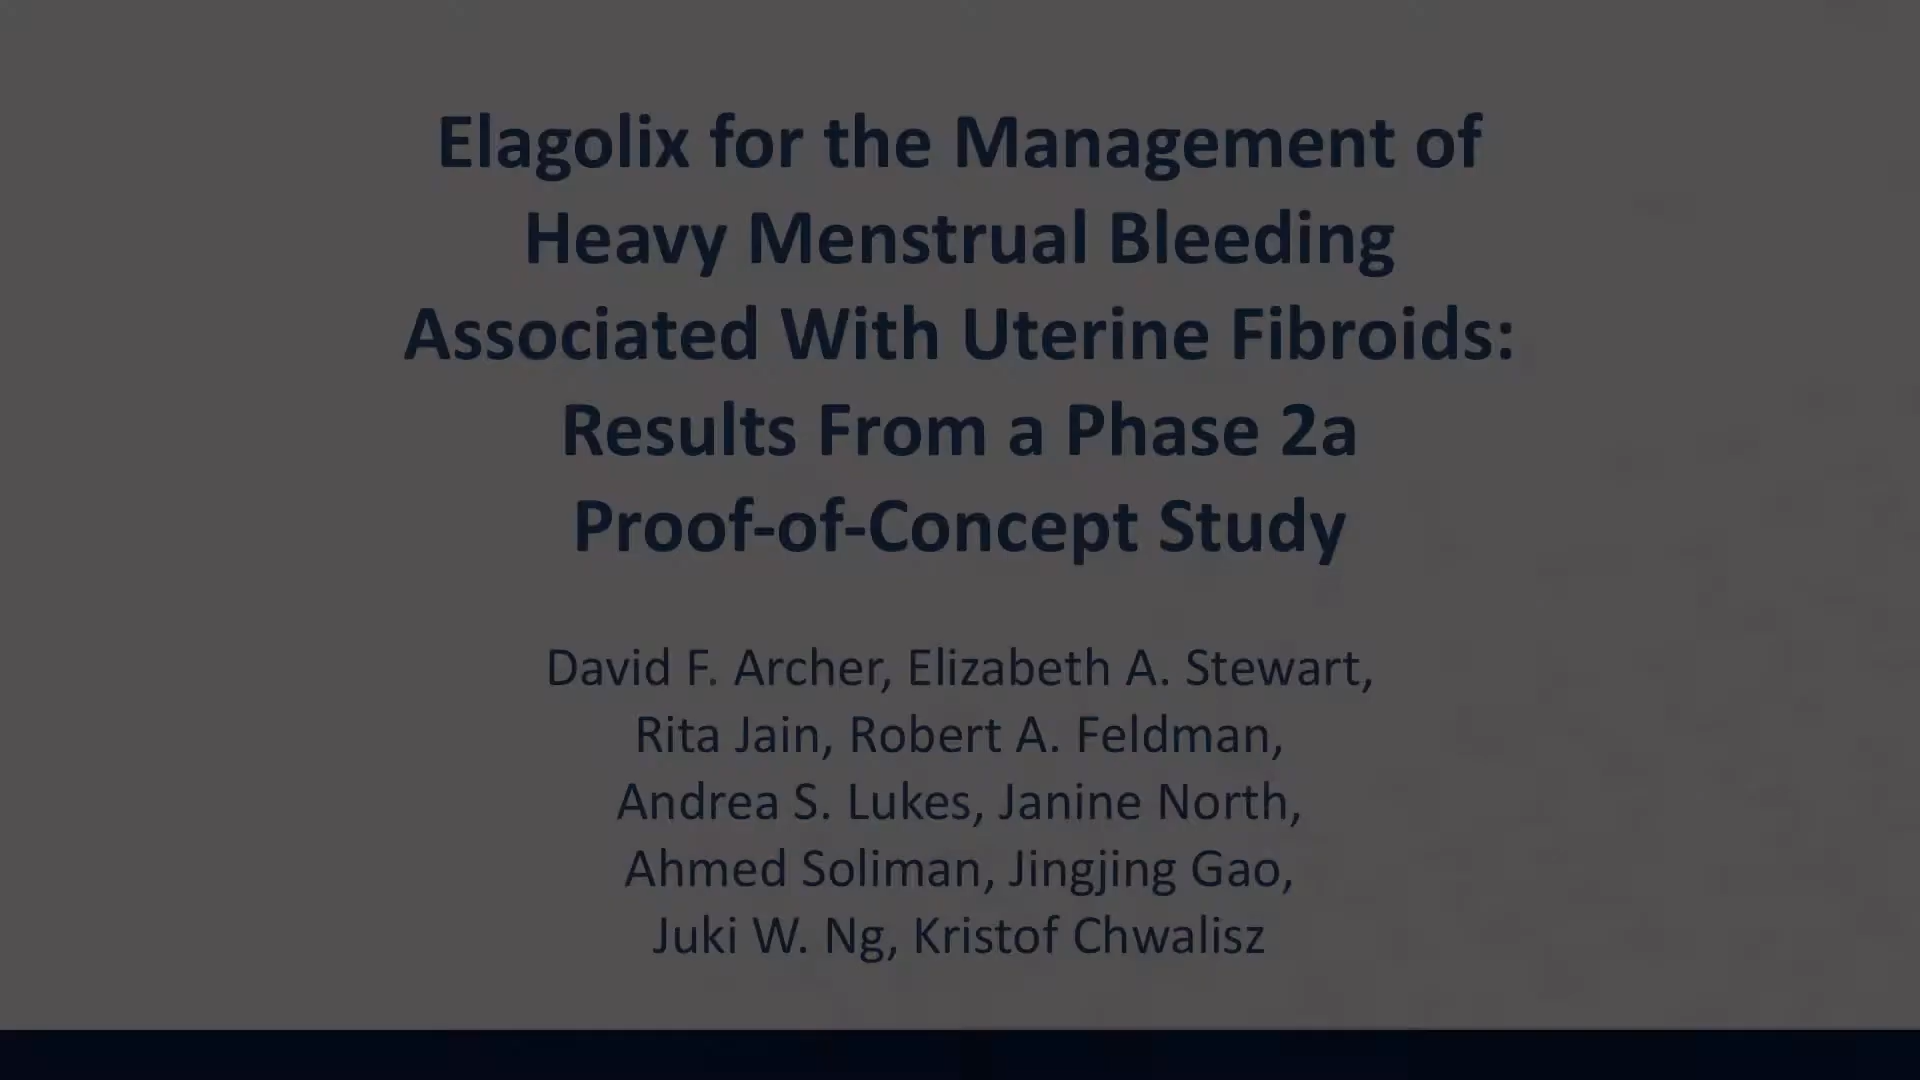 Elagolix for the Management of
Heavy Menstrual Bleeding
Associated With Uterine Fibroids:
Results From a Phase 2a
Proof-of-Concept Study
David F. Archer, Elizabeth A. Stewart,
Rita Jain, Robert A. Feldman,
Andrea S. Lukes, Janine North,
Ahmed Soliman, Jingjing Gao,
Juki W. Ng, Kristof Chwalisz